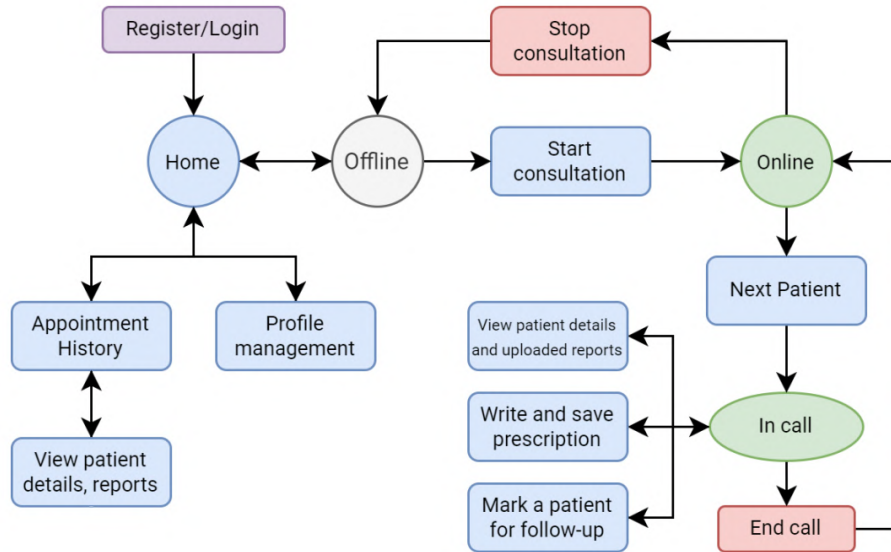 Register/Login
Stop
consultation
Home
Offline
Start
consultation
Online
Next Patient
Appointment
History
Profile
management
View patient details
and uploaded reports
Write and save
prescription
In call
View patient
details, reports
Mark a patient
for follow-up
End call